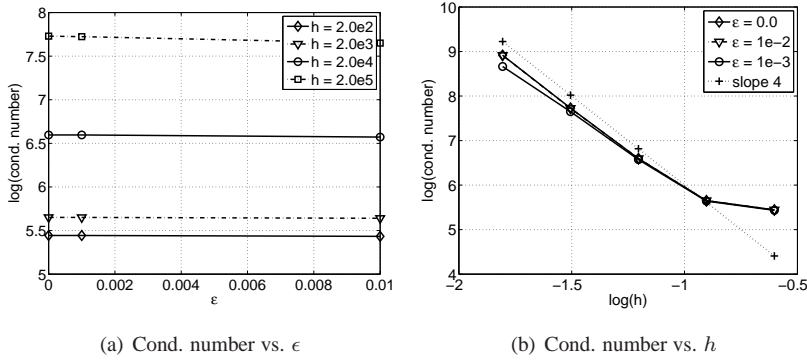 8
7.5
7
6.5
6
5.5
5
log(cond. number)
0
0.002
0.004
0.006
0.008
0.01
ε
h = 2.0e2
h = 2.0e3
h = 2.0e4
h = 2.0e5
(a) Cond. number vs. ϵ
10
9
8
7
6
5
4
log(cond. number)
−2
−1.5
−1
−0.5
log(h)
ε = 0.0
ε = 1e−2
ε = 1e−3
slope 4
(b) Cond. number vs. h